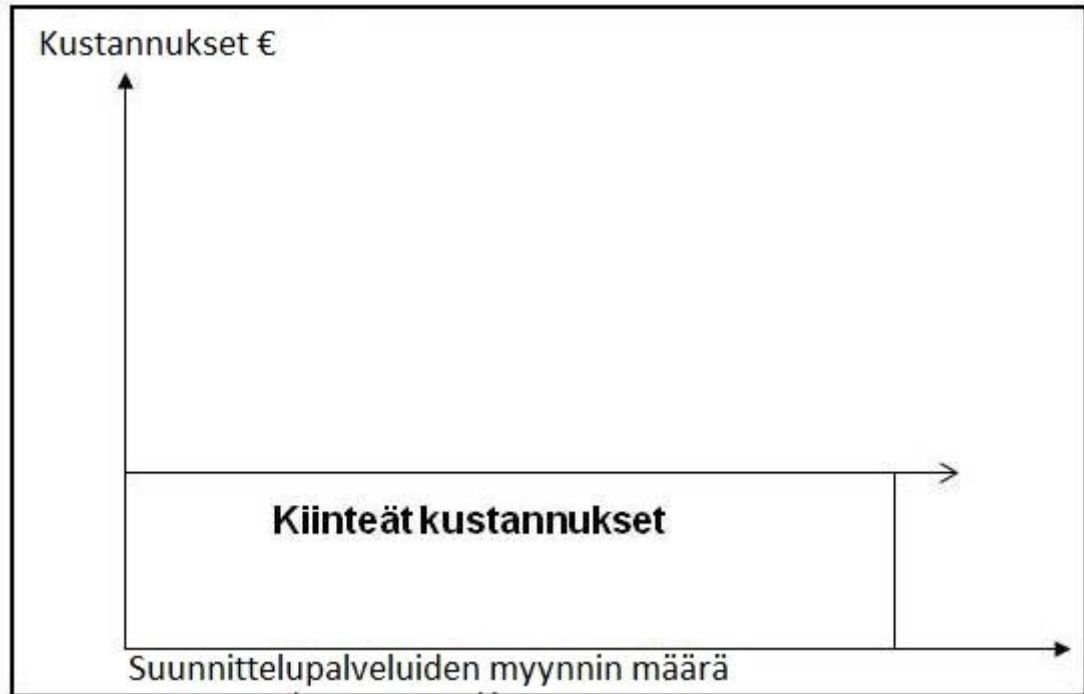 Kustannukset €
Kiinteät kustannukset
Suunnittelupalveluiden myynnin määrä